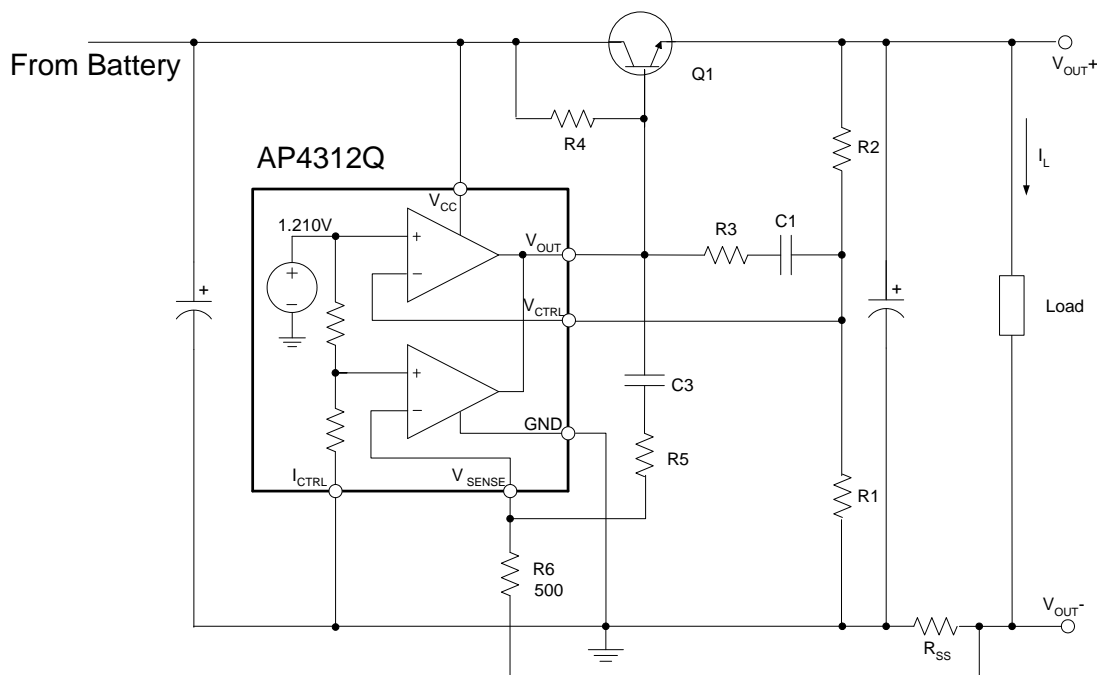 From Battery
Q1
V_OUT+
R4
R2
I_L
AP4312Q
V_CC
1.210V
+
−
V_OUT
R3
C1
+
−
V_CTRL
+
+
Load
+
−
C3
GND
R5
I_CTRL
V_SENSE
R1
R6
500
V_OUT-
R_SS